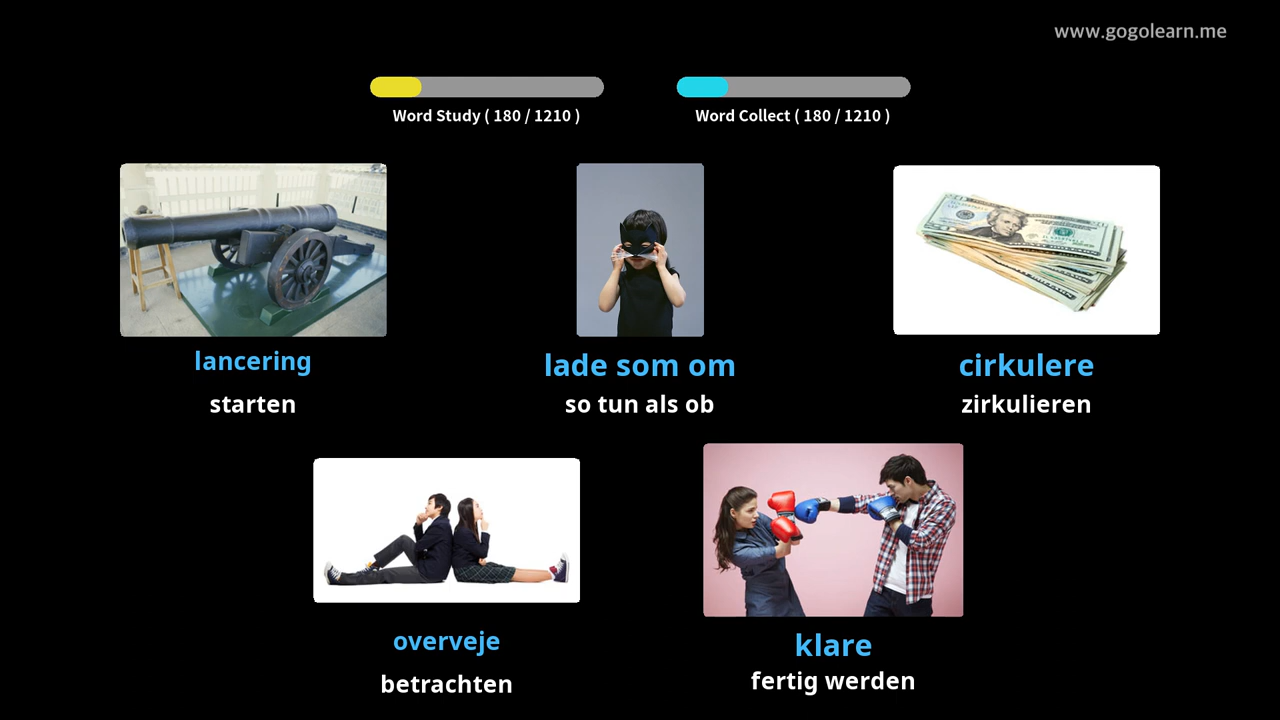 www.gogolearn.me
Word Study ( 180 / 1210 )
Word Collect ( 180 / 1210 )
lancering
starten
lade som om
so tun als ob
cirkulere
zirkulieren
overveje
betrachten
klare
fertig werden